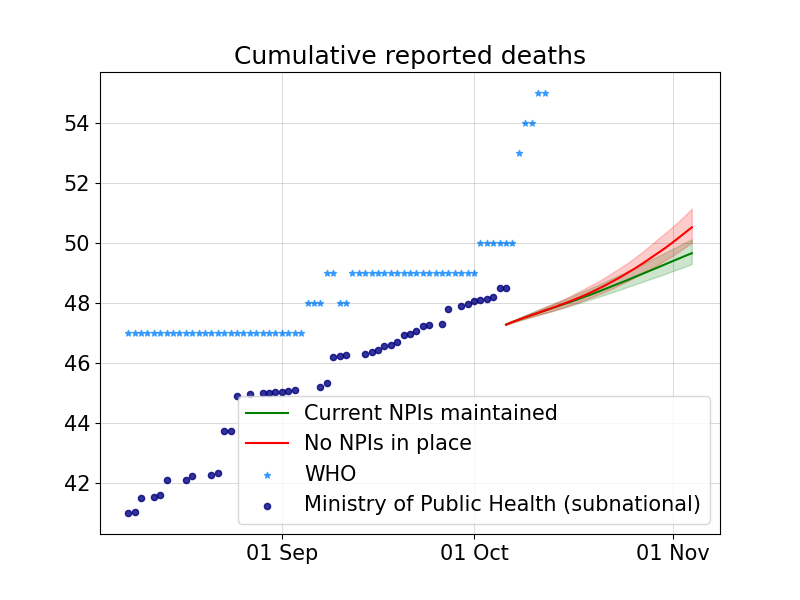 Cumulative reported deaths
54
52
50
48
46
44
42
Current NPIs maintained
No NPIs in place
WHO
Ministry of Public Health (subnational)
01 Sep
01 Oct
01 Nov